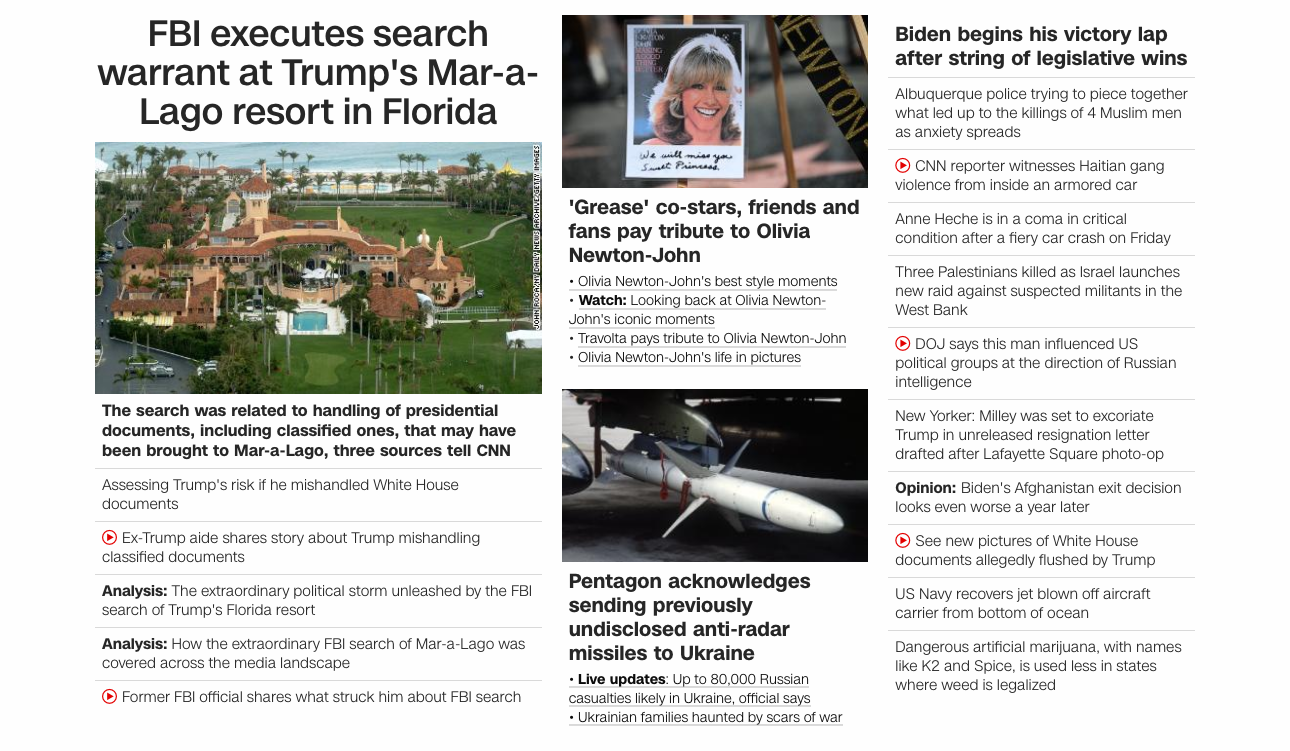 FBI executes search
warrant at Trump's Mar-a-
Lago resort in Florida
JOHN ROCA/NY DAILY NEWS ARCHIVE/GETTY IMAGES
The search was related to handling of presidential
documents, including classified ones, that may have
been brought to Mar-a-Lago, three sources tell CNN
Assessing Trump's risk if he mishandled White House
documents
Ex-Trump aide shares story about Trump mishandling
classified documents
Analysis: The extraordinary political storm unleashed by the FBI
search of Trump's Florida resort
Analysis: How the extraordinary FBI search of Mar-a-Lago was
covered across the media landscape
Former FBI official shares what struck him about FBI search
NEWTON
We will miss you
Sweet Princess.
'Grease' co-stars, friends and
fans pay tribute to Olivia
Newton-John
• Olivia Newton-John's best style moments
• Watch: Looking back at Olivia Newton-
John's iconic moments
• Travolta pays tribute to Olivia Newton-John
• Olivia Newton-John's life in pictures
Pentagon acknowledges
sending previously
undisclosed anti-radar
missiles to Ukraine
• Live updates: Up to 80,000 Russian
casualties likely in Ukraine, official says
• Ukrainian families haunted by scars of war
Biden begins his victory lap
after string of legislative wins
Albuquerque police trying to piece together
what led up to the killings of 4 Muslim men
as anxiety spreads
CNN reporter witnesses Haitian gang
violence from inside an armored car
Anne Heche is in a coma in critical
condition after a fiery car crash on Friday
Three Palestinians killed as Israel launches
new raid against suspected militants in the
West Bank
DOJ says this man influenced US
political groups at the direction of Russian
intelligence
New Yorker: Milley was set to excoriate
Trump in unreleased resignation letter
drafted after Lafayette Square photo-op
Opinion: Biden's Afghanistan exit decision
looks even worse a year later
See new pictures of White House
documents allegedly flushed by Trump
US Navy recovers jet blown off aircraft
carrier from bottom of ocean
Dangerous artificial marijuana, with names
like K2 and Spice, is used less in states
where weed is legalized